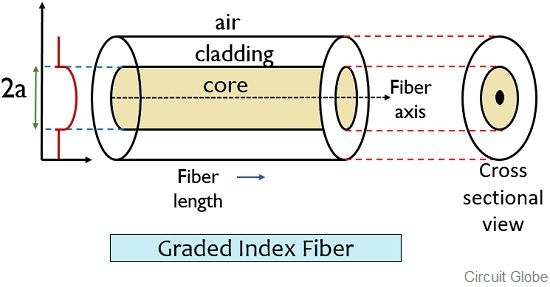 air
cladding
core
2a
Fiber
axis
Fiber
length
Cross
sectional
view
Graded Index Fiber
Circuit Globe